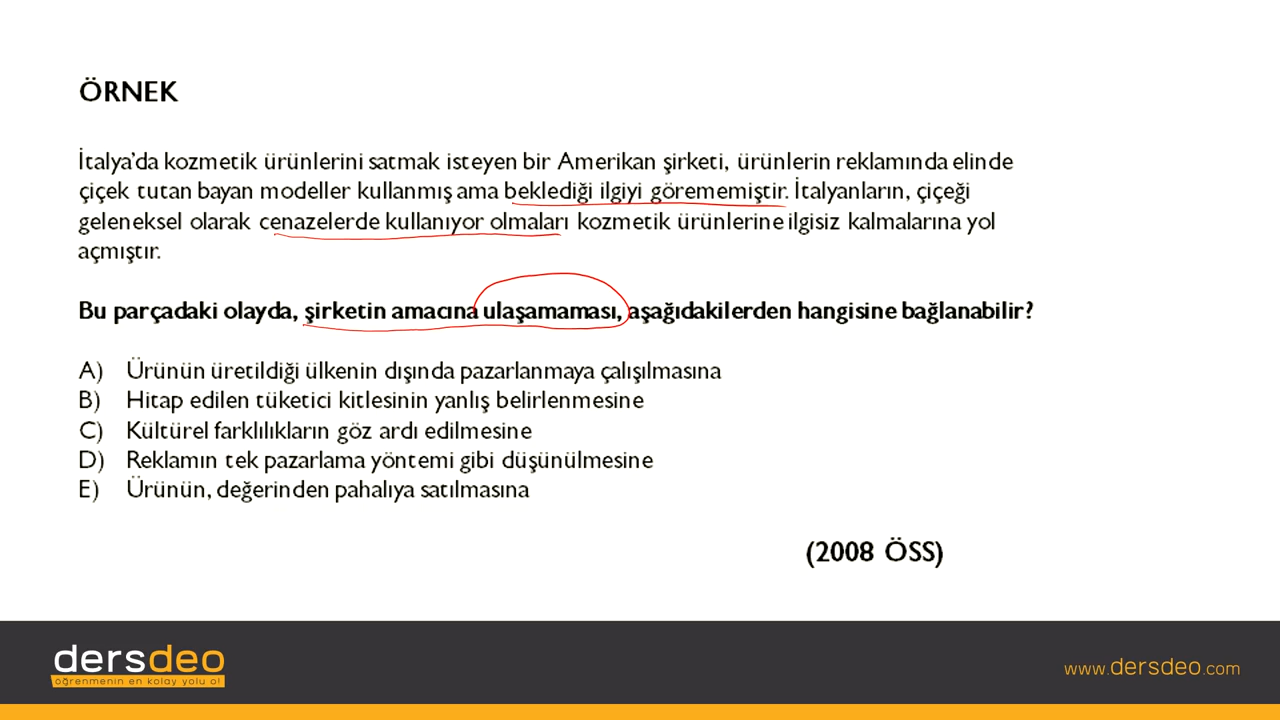 ÖRNEK
İtalya'da kozmetik ürünlerini satmak isteyen bir Amerikan şirketi, ürünlerin reklamında elinde
çiçek tutan bayan modeller kullanmış ama beklediği ilgiyi görememiştir. İtalyanların, çiçeği
geleneksel olarak cenazelerde kullanıyor olmaları kozmetik ürünlerine ilgisiz kalmalarına yol
açmıştır.
Bu parçadaki olayda, şirketin amacına ulaşamaması, aşağıdakilerden hangisine bağlanabilir?
A) Ürünün üretildiği ülkenin dışında pazarlanmaya çalışılmasına
B) Hitap edilen tüketici kitlesinin yanlış belirlenmesine
C) Kültürel farklılıkların göz ardı edilmesine
D) Reklamın tek pazarlama yöntemi gibi düşünülmesine
E) Ürünün, değerinden pahalıya satılmasına
(2008 ÖSS)
dersdeo
öğrenmenin en kolay yolu o!
www.dersdeo.com